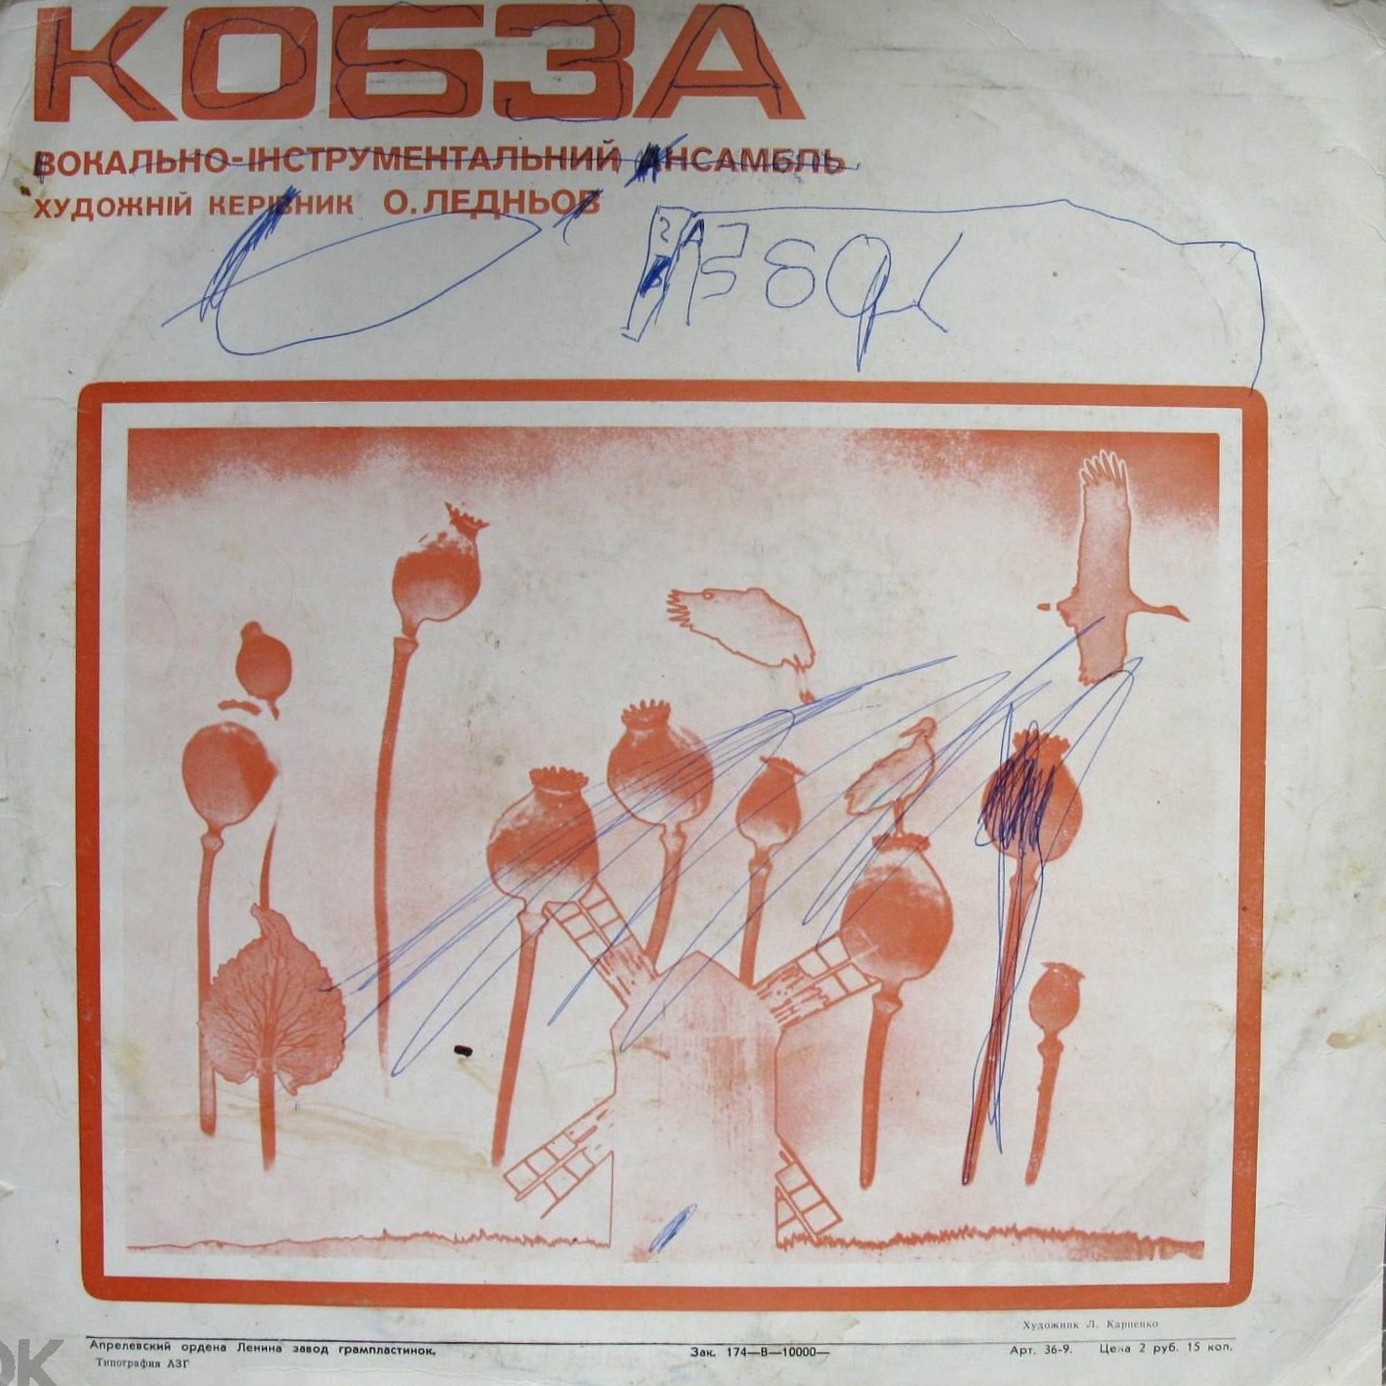 КОБЗА
ВОКАЛЬНО-ІНСТРУМЕНТАЛЬНИЙ АНСАМБЛЬ
ХУДОЖНІЙ КЕРІВНИК О. ЛЕДНЬОВ
Художник Л. Карпенко
Апрелевский ордена Ленина завод грампластинок. Зак. 174—В—10000— Арт. 36-9. Цена 2 руб. 15 коп.
Типография АЗГ